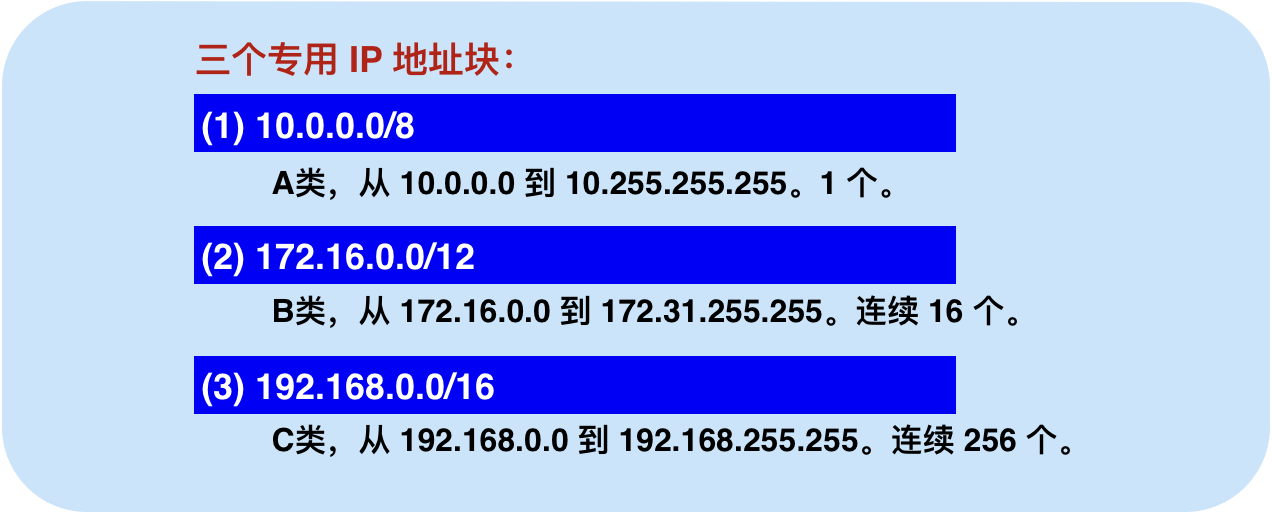 三个专用 IP 地址块：
(1) 10.0.0.0/8
A类，从 10.0.0.0 到 10.255.255.255。1 个。
(2) 172.16.0.0/12
B类，从 172.16.0.0 到 172.31.255.255。连续 16 个。
(3) 192.168.0.0/16
C类，从 192.168.0.0 到 192.168.255.255。连续 256 个。